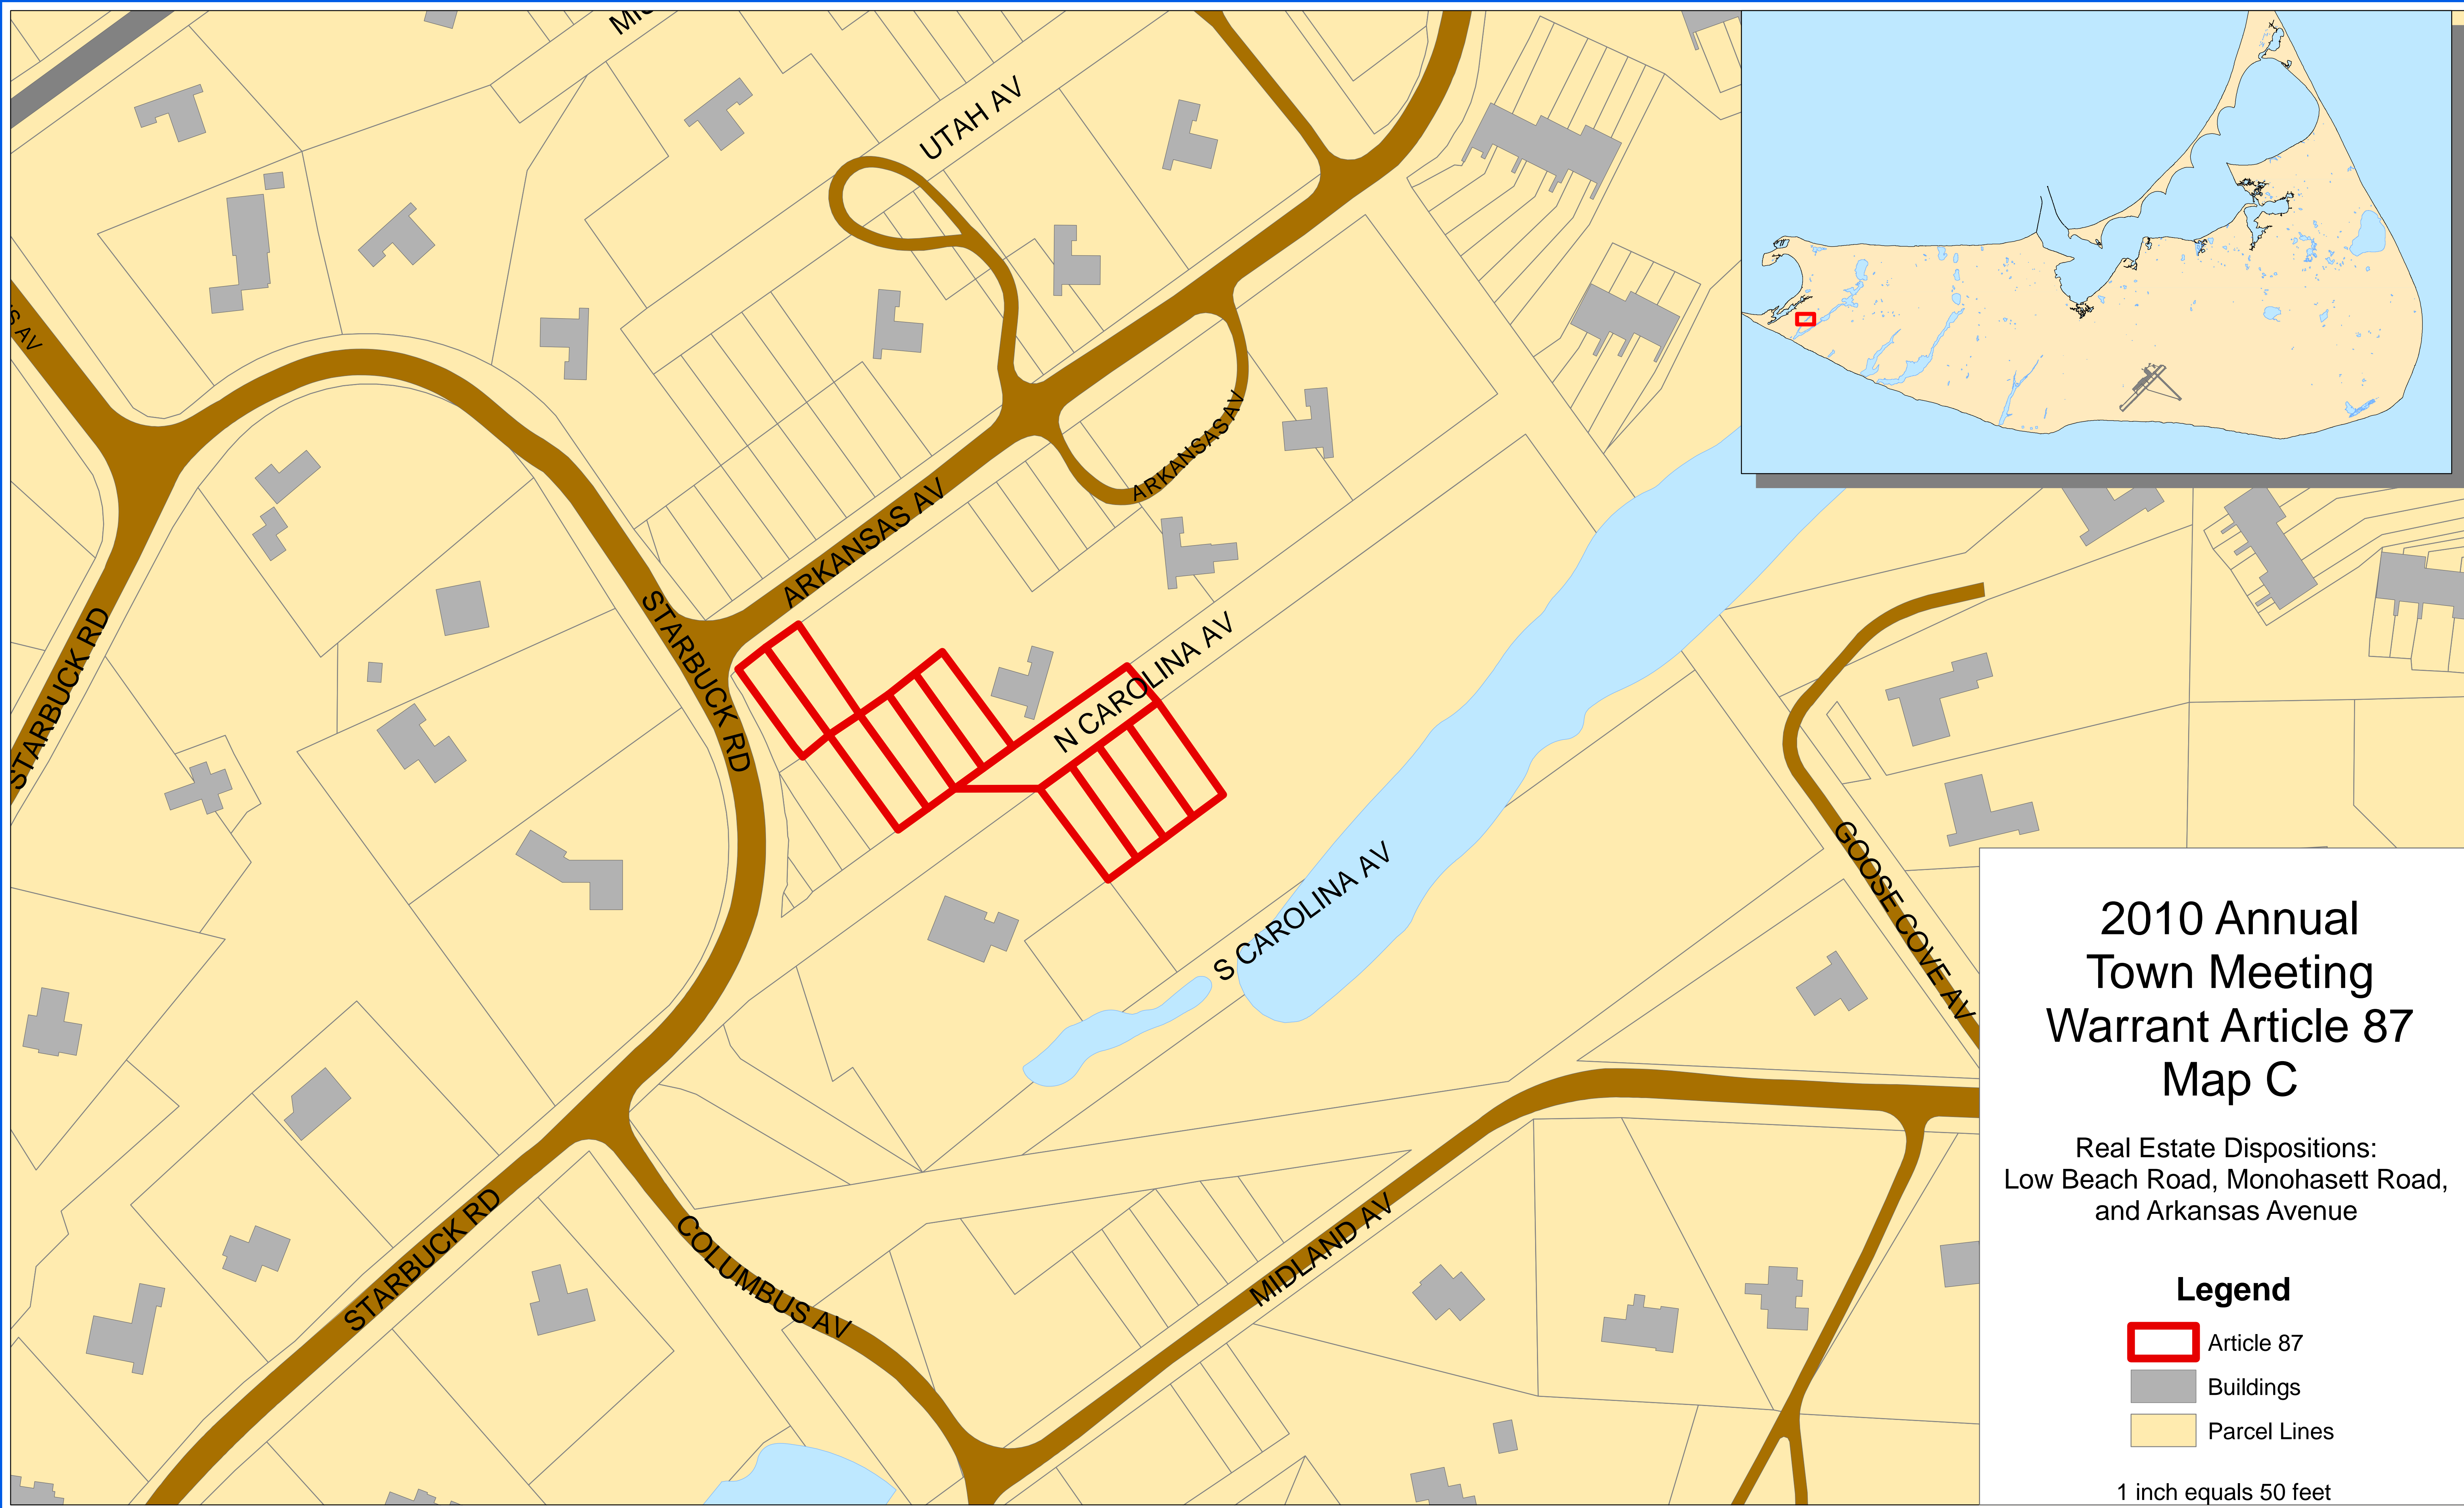 UTAH AV
S AV
ARKANSAS AV
ARKANSAS AV
STARBUCK RD
STARBUCK RD
N CAROLINA AV
S CAROLINA AV
GOOSE COVE AV
STARBUCK RD
COLUMBUS AV
MIDLAND AV
2010 Annual
Town Meeting
Warrant Article 87
Map C
Real Estate Dispositions:
Low Beach Road, Monohasett Road,
and Arkansas Avenue
Legend
Article 87
Buildings
Parcel Lines
1 inch equals 50 feet